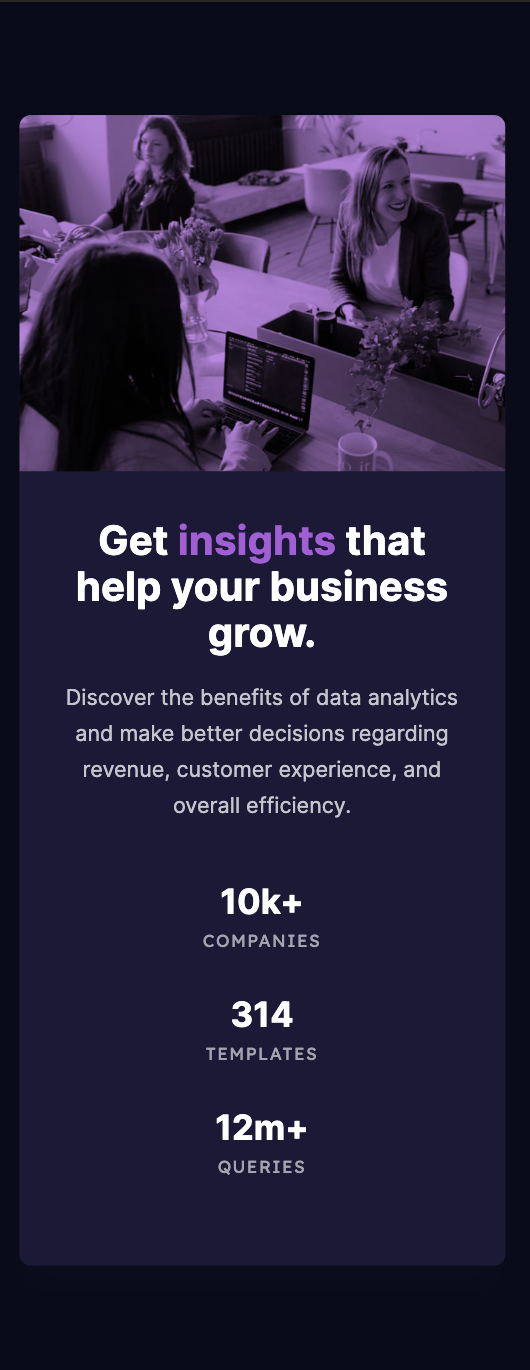 Get insights that
help your business
grow.
Discover the benefits of data analytics
and make better decisions regarding
revenue, customer experience, and
overall efficiency.
10k+
COMPANIES
314
TEMPLATES
12m+
QUERIES